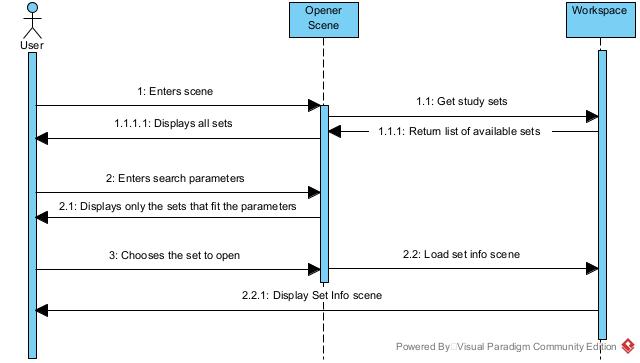 Opener
Scene
Workspace
User
1: Enters scene
1.1: Get study sets
1.1.1.1: Displays all sets
1.1.1: Return list of available sets
2: Enters search parameters
2.1: Displays only the sets that fit the parameters
3: Chooses the set to open
2.2: Load set info scene
2.2.1: Display Set Info scene
Powered By Visual Paradigm Community Edition